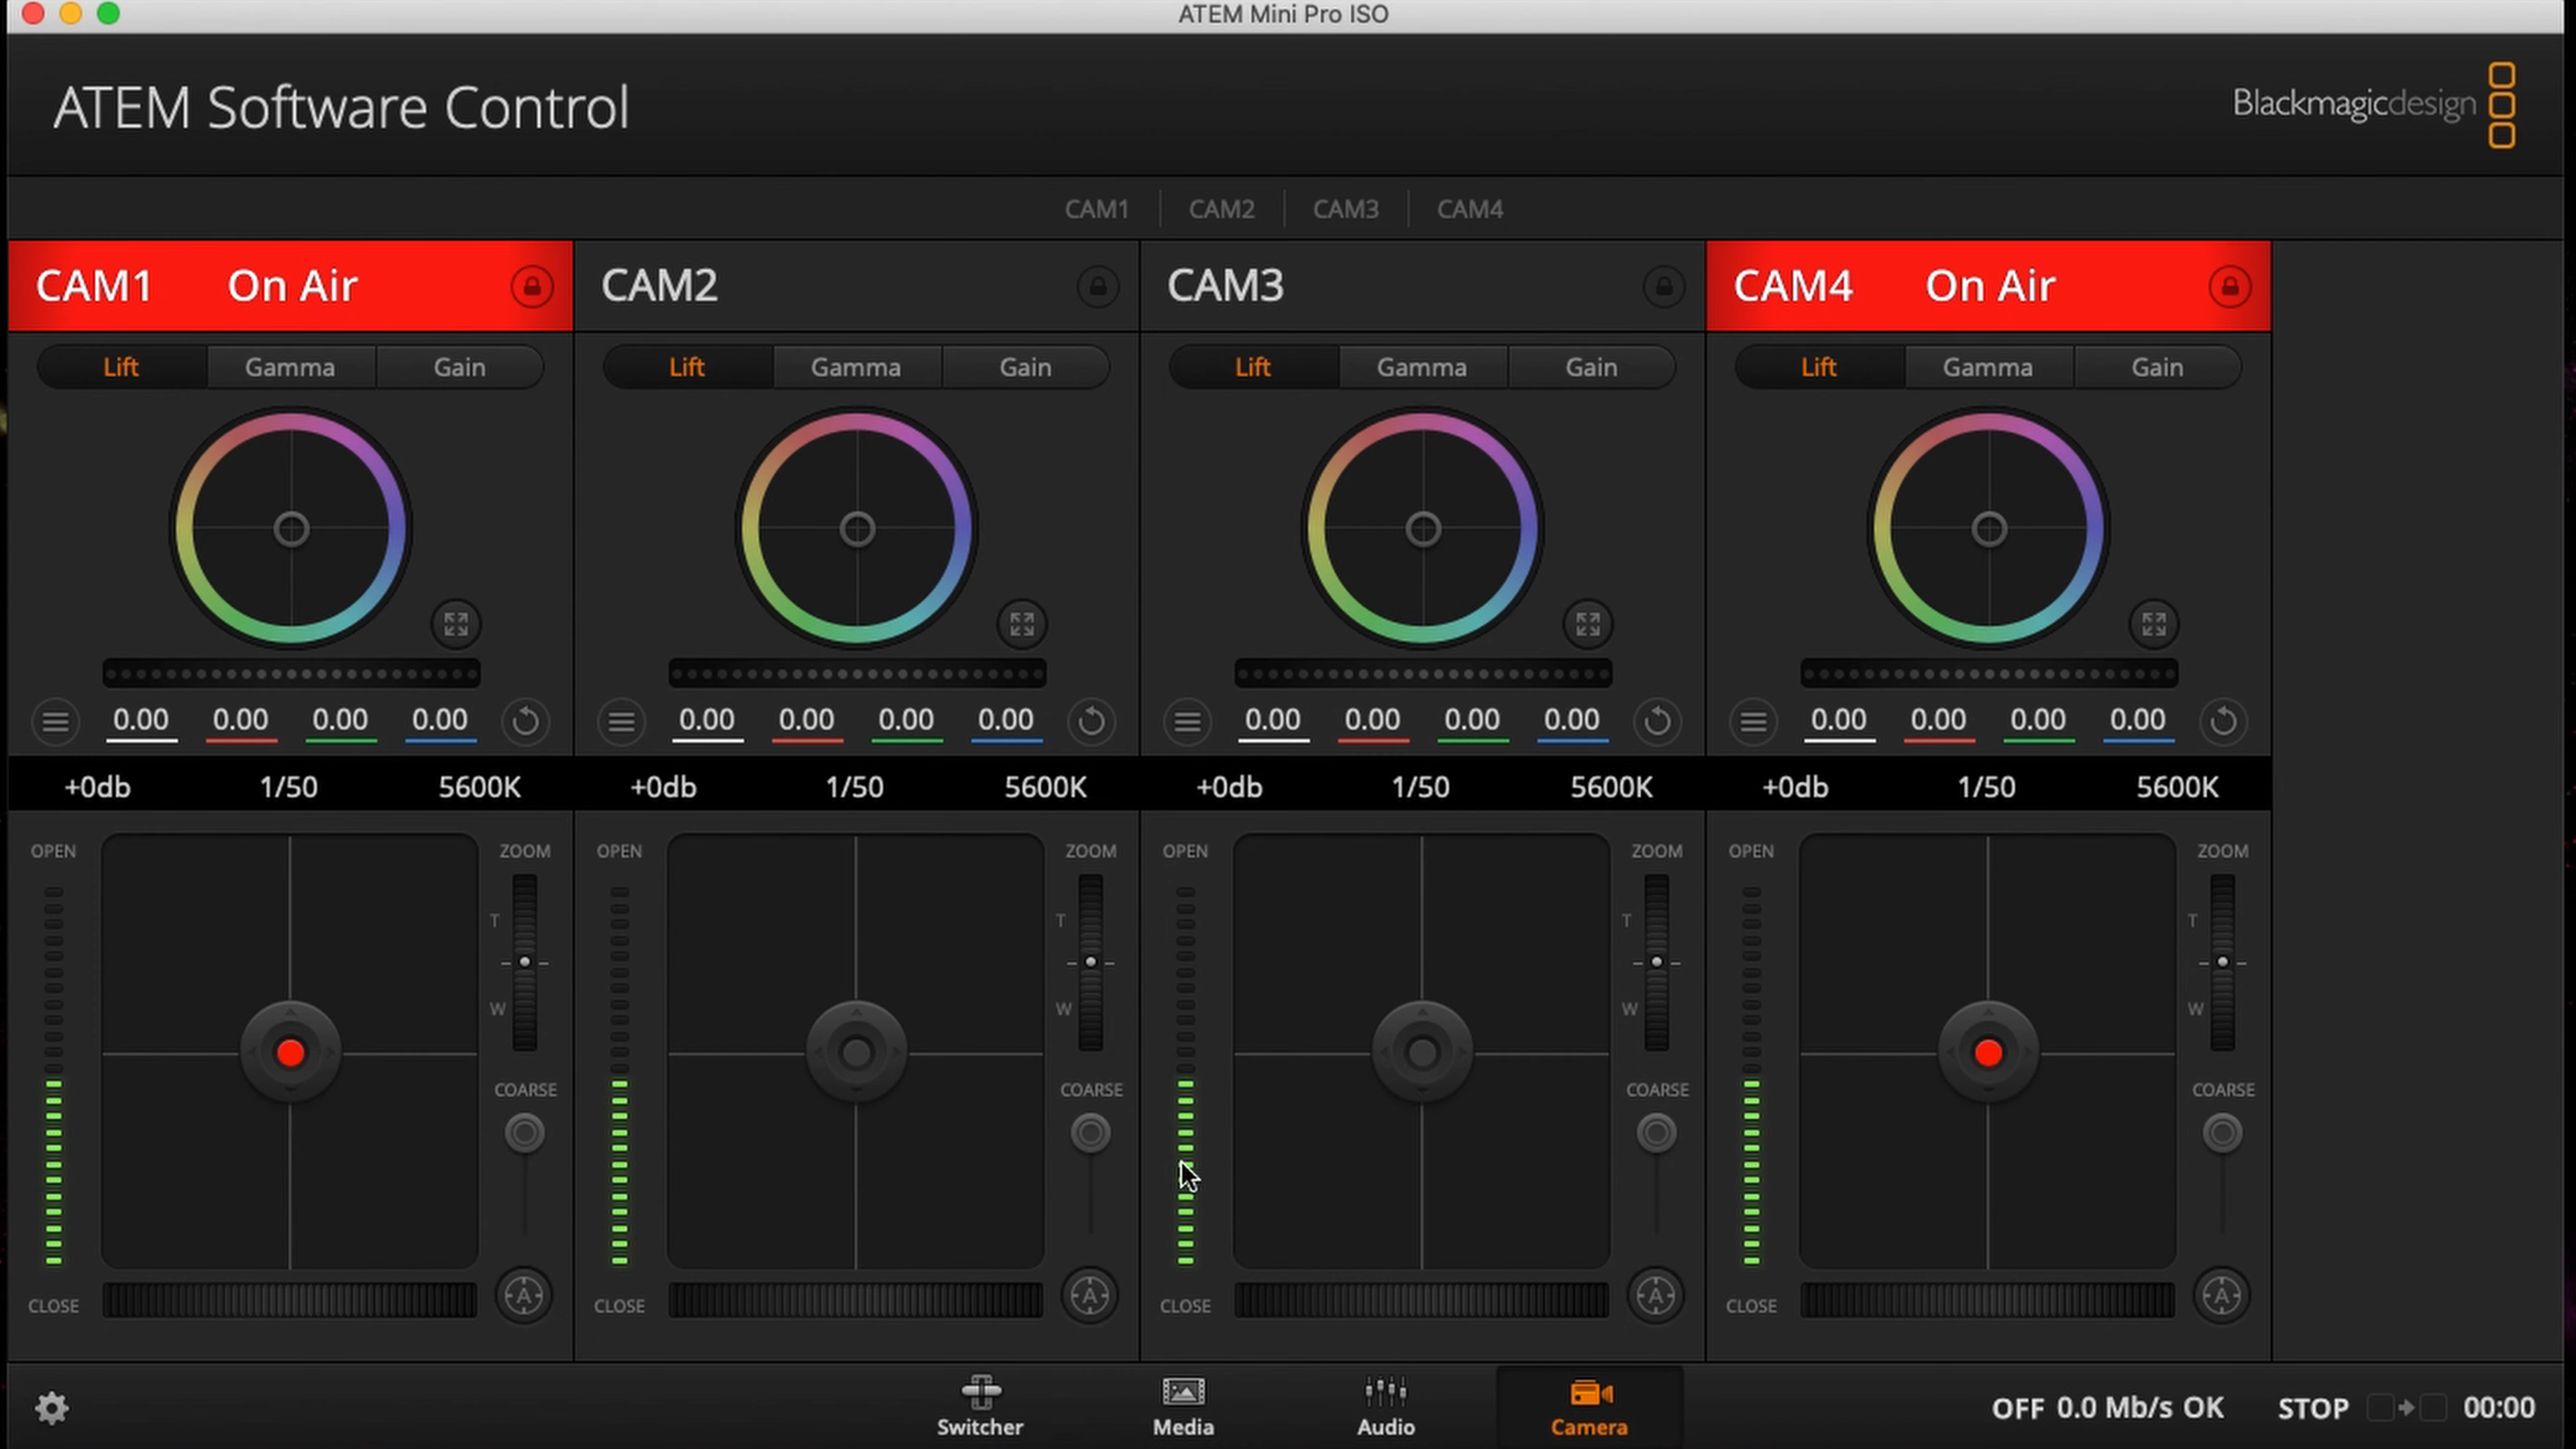 ATEM Mini Pro ISO
ATEM Software Control
Blackmagicdesign
CAM1 CAM2 CAM3 CAM4
CAM1 On Air CAM2 CAM3 CAM4 On Air
Lift Gamma Gain Lift Gamma Gain Lift Gamma Gain Lift Gamma Gain
0.00 0.00 0.00 0.00 0.00 0.00 0.00 0.00 0.00 0.00 0.00 0.00 0.00 0.00 0.00 0.00
+0db 1/50 5600K +0db 1/50 5600K +0db 1/50 5600K +0db 1/50 5600K
OPEN ZOOM OPEN ZOOM OPEN ZOOM OPEN ZOOM
T T T T
W W W W
COARSE COARSE COARSE COARSE
A A A A
CLOSE CLOSE CLOSE CLOSE
Switcher Media Audio Camera
OFF 0.0 Mb/s OK STOP 00:00